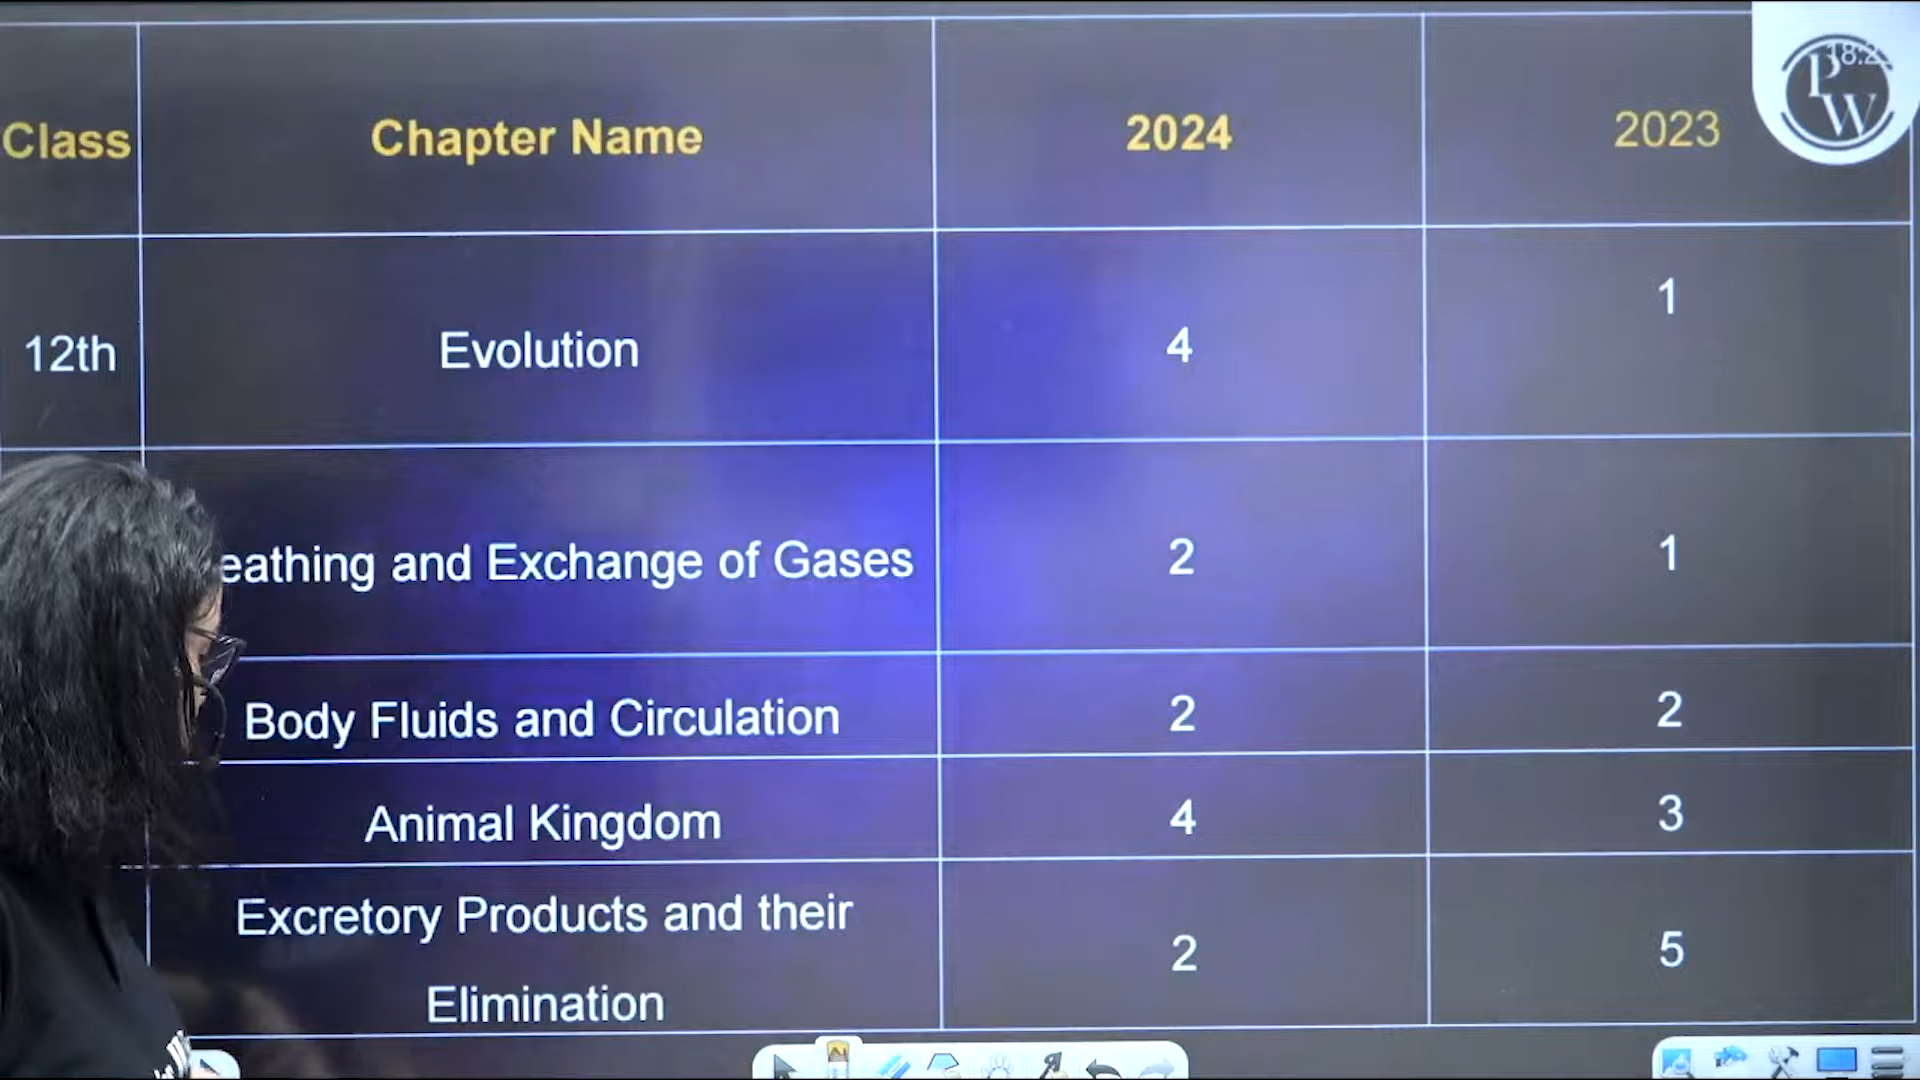 Class Chapter Name 2024 2023
12th Evolution 4 1
eathing and Exchange of Gases 2 1
Body Fluids and Circulation 2 2
Animal Kingdom 4 3
Excretory Products and their
Elimination 2 5
PW